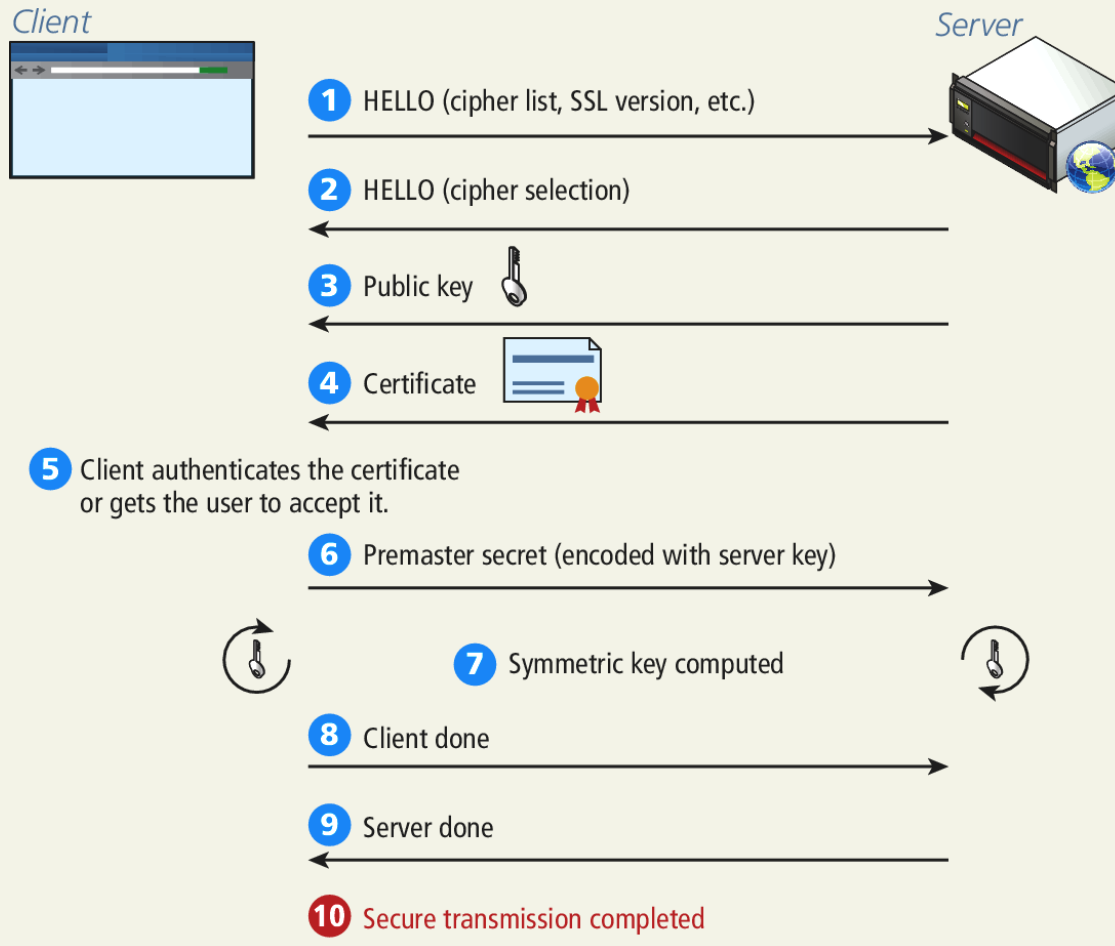 Client
Server
1 HELLO (cipher list, SSL version, etc.)
2 HELLO (cipher selection)
3 Public key
4 Certificate
5 Client authenticates the certificate
or gets the user to accept it.
6 Premaster secret (encoded with server key)
7 Symmetric key computed
8 Client done
9 Server done
10 Secure transmission completed